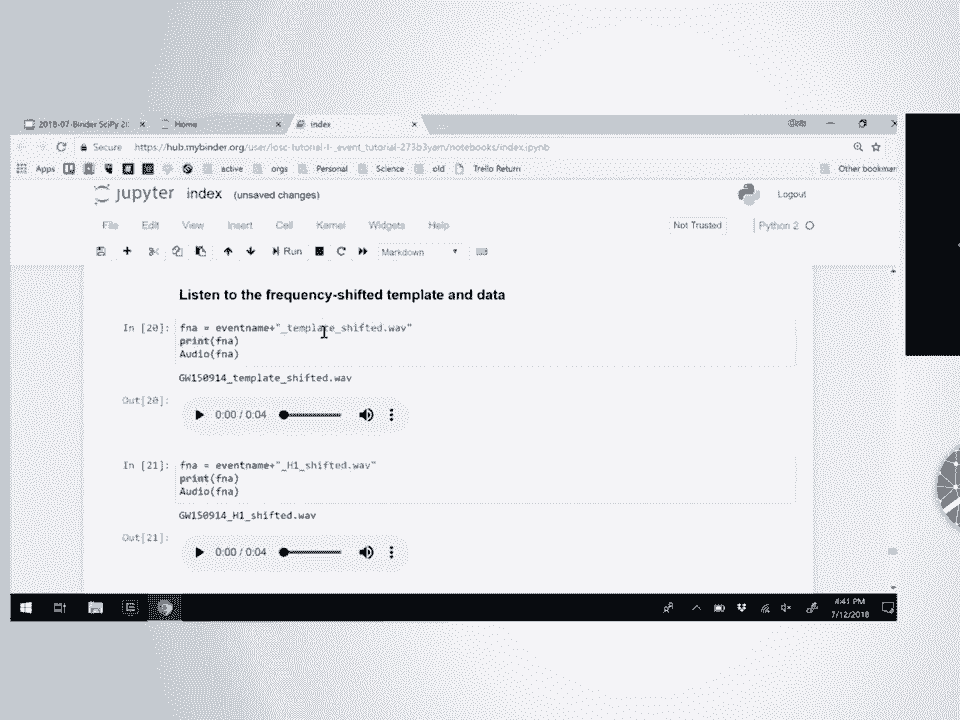 2018-07-Binder SciPy 2 Home index
Secure https://hub.mybinder.org/user/losc-tutorial-l-_event_tutorial-273b3yam/notebooks/index.ipynb
Apps active orgs Personal Science old Trello Return Other bookmar
jupyter index (unsaved changes) Logout
File Edit View Insert Cell Kernel Widgets Help Not Trusted Python 2
Run Markdown
Listen to the frequency-shifted template and data
In [20]: fna = eventname+"_template_shifted.wav"
print(fna)
Audio(fna)
GW150914_template_shifted.wav
Out[20]:
0:00 / 0:04
In [21]: fna = eventname+"_H1_shifted.wav"
print(fna)
Audio(fna)
GW150914_H1_shifted.wav
Out[21]:
0:00 / 0:04
4:41 PM
7/12/2018